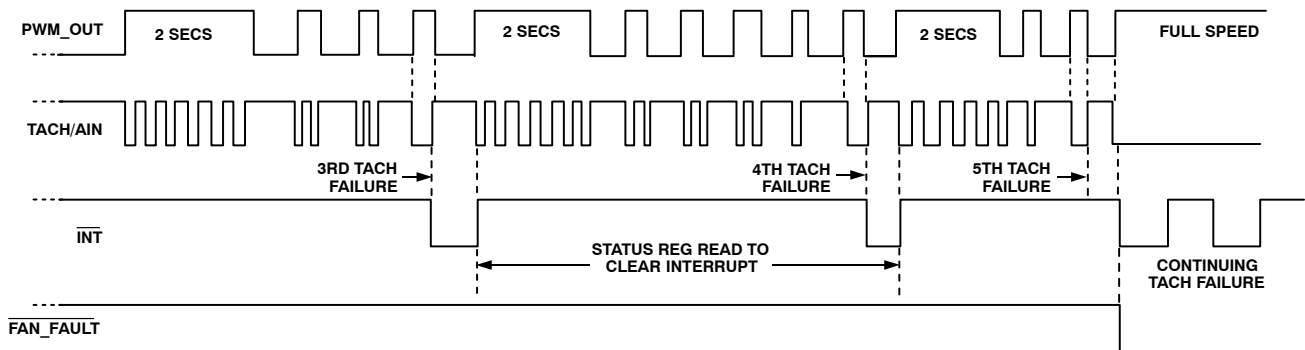 PWM_OUT
2 SECS
2 SECS
2 SECS
FULL SPEED
TACH/AIN
3RD TACH
FAILURE
4TH TACH
FAILURE
5TH TACH
FAILURE
INT
STATUS REG READ TO
CLEAR INTERRUPT
CONTINUING
TACH FAILURE
FAN_FAULT